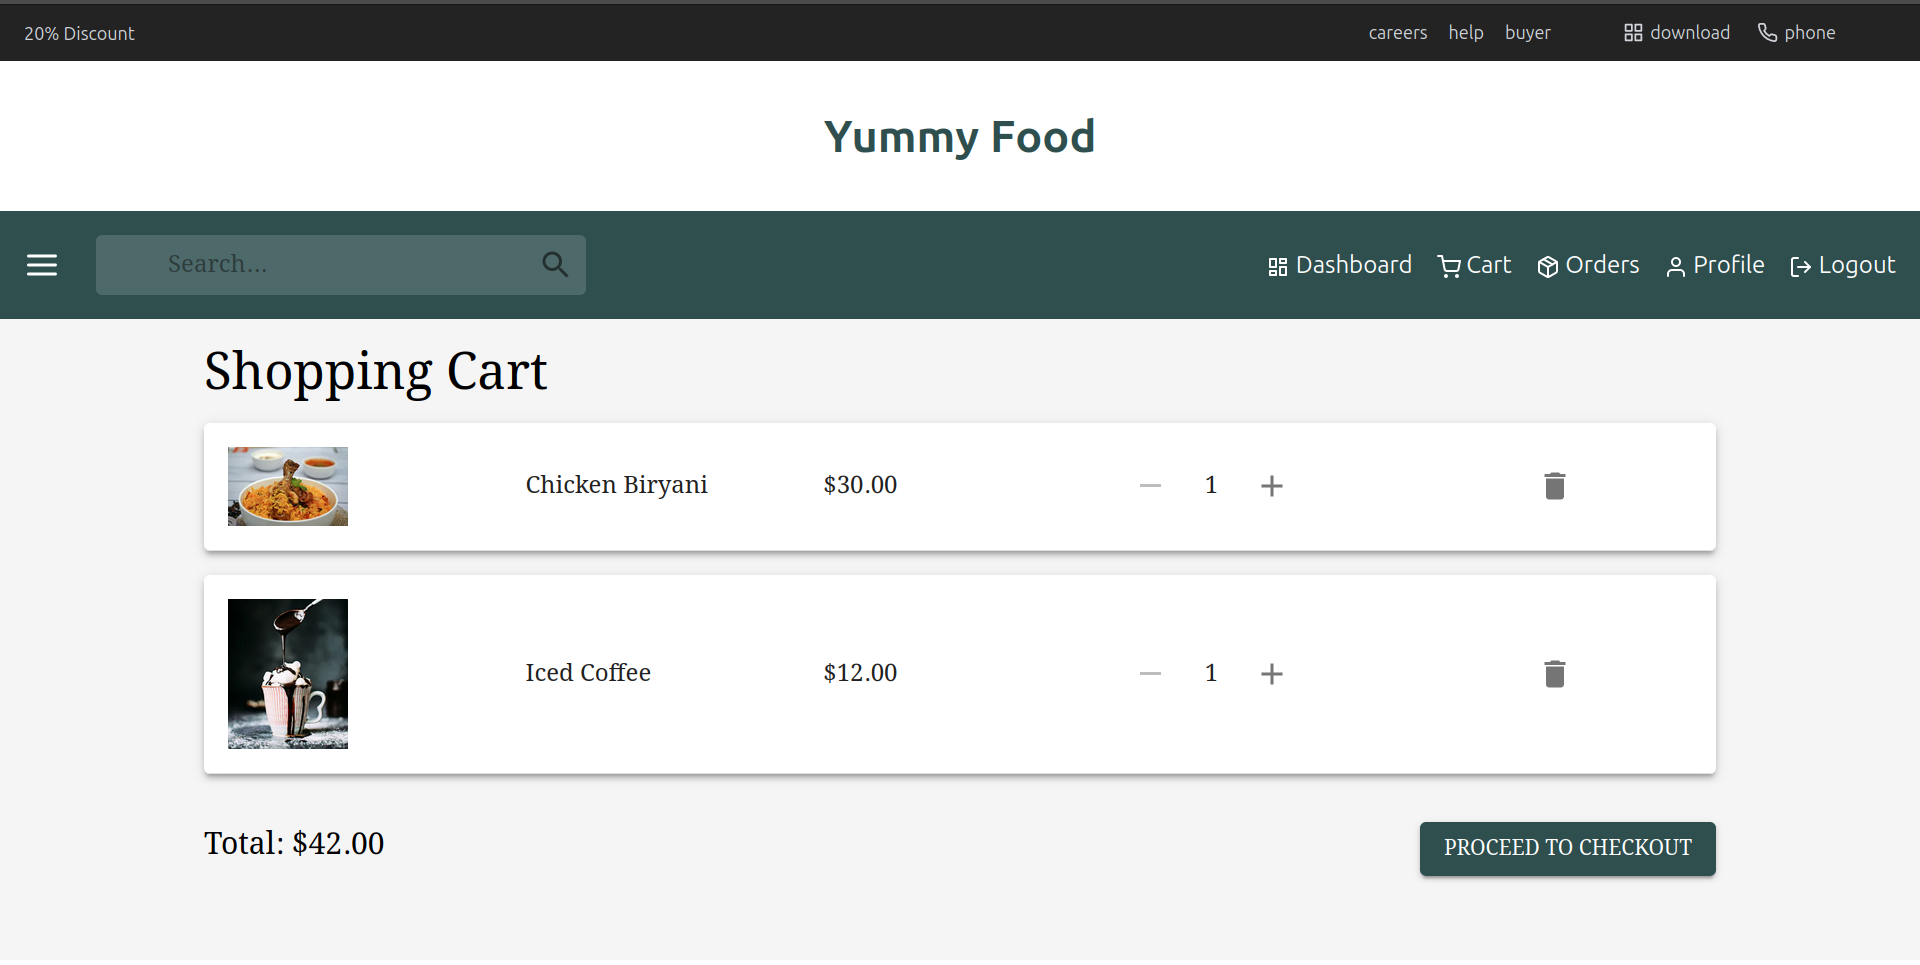 20% Discount careers help buyer download phone
Yummy Food
Search... Dashboard Cart Orders Profile Logout
Shopping Cart
Chicken Biryani $30.00 1
Iced Coffee $12.00 1
Total: $42.00 PROCEED TO CHECKOUT